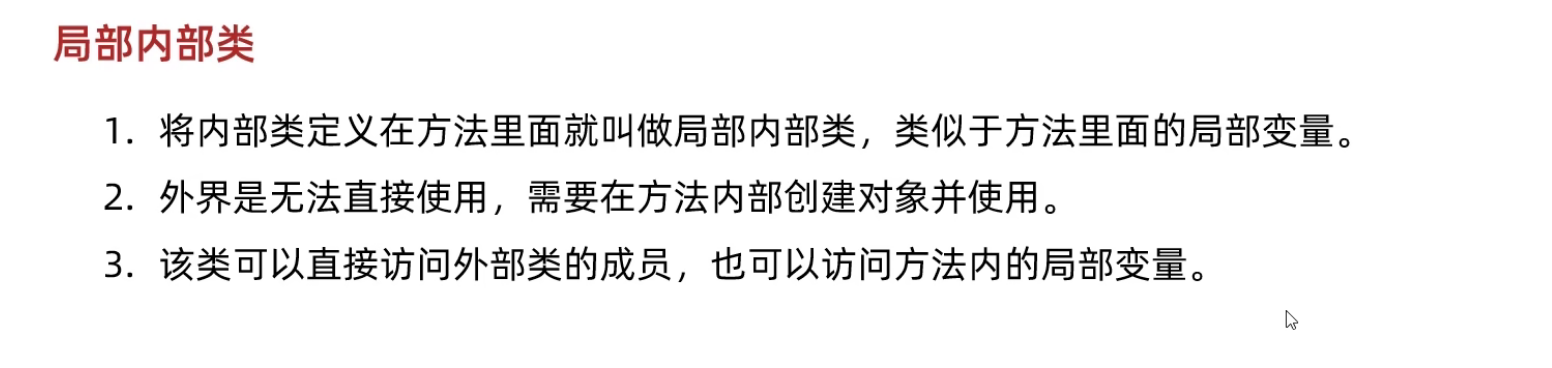 局部内部类
1. 将内部类定义在方法里面就叫做局部内部类，类似于方法里面的局部变量。
2. 外界是无法直接使用，需要在方法内部创建对象并使用。
3. 该类可以直接访问外部类的成员，也可以访问方法内的局部变量。